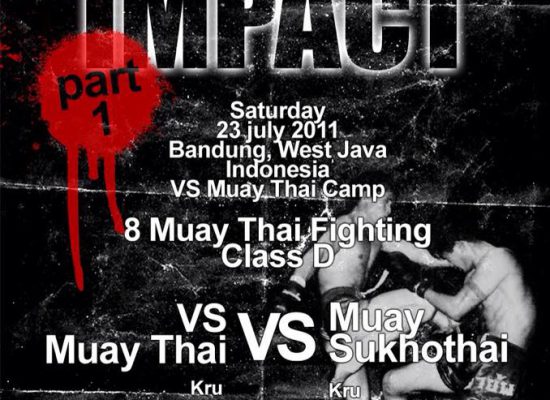 IMPACT
part
1
Saturday
23 july 2011
Bandung, West Java
Indonesia
VS Muay Thai Camp
8 Muay Thai Fighting
Class D
VS
Muay Thai
VS
Muay
Sukhothai
Kru
Kru